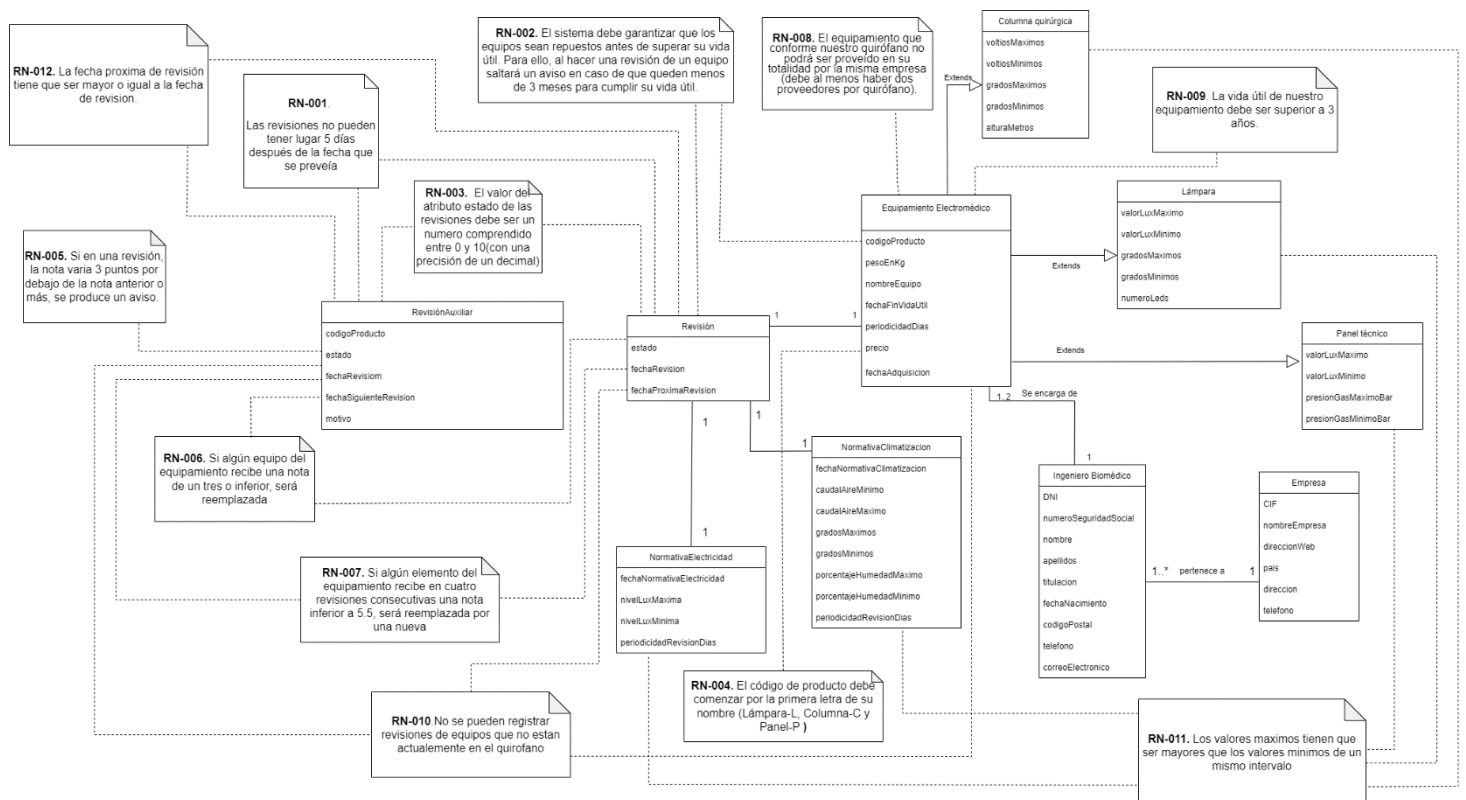 RN-012. La fecha proxima de revisión
tiene que ser mayor o igual a la fecha
de revision.
RN-001.
Las revisiones no pueden
tener lugar 5 días
después de la fecha que
se preveía
RN-002. El sistema debe garantizar que los
equipos sean repuestos antes de superar su vida
útil. Para ello, al hacer una revisión de un equipo
saltará un aviso en caso de que queden menos
de 3 meses para cumplir su vida útil.
RN-008. El equipamiento que
conforme nuestro quirófano no
podrá ser proveído en su
totalidad por la misma empresa
(debe al menos haber dos
proveedores por quirófano).
Columna quirúrgica
voltiosMaximos
voltiosMinimos
gradosMaximos
gradosMinimos
alturaMetros
Extends
RN-009. La vida útil de nuestro
equipamiento debe ser superior a 3
años.
RN-003. El valor del
atributo estado de las
revisiones debe ser un
numero comprendido
entre 0 y 10(con una
precisión de un decimal)
RN-005. Si en una revisión,
la nota varia 3 puntos por
debajo de la nota anterior o
más, se produce un aviso.
Equipamiento Electromédico
codigoProducto
pesoEnKg
nombreEquipo
fechaFinVidaUtil
periodicidadDias
precio
fechaAdquisicion
Lámpara
valorLuxMaximo
valorLuxMinimo
gradosMaximos
gradosMinimos
numeroLeds
Extends
RevisiónAuxiliar
codigoProducto
estado
fechaRevisiom
fechaSiguienteRevision
motivo
Revisión
estado
fechaRevision
fechaProximaRevision
1
1
Extends
Panel técnico
valorLuxMaximo
valorLuxMinimo
presionGasMaximoBar
presionGasMinimoBar
1..2
Se encarga de
1
1
1
1
1
RN-006. Si algún equipo del
equipamiento recibe una nota
de un tres o inferior, será
reemplazada
NormativaClimatizacion
fechaNormativaClimatizacion
caudalAireMinimo
caudalAireMaximo
gradosMaximos
gradosMinimos
porcentajeHumedadMaximo
porcentajeHumedadMinimo
periodicidadRevisionDias
Ingeniero Biomédico
DNI
numeroSeguridadSocial
nombre
apellidos
titulacion
fechaNacimiento
codigoPostal
telefono
correoElectronico
1..*
pertenece a
1
Empresa
CIF
nombreEmpresa
direccionWeb
pais
direccion
telefono
NormativaElectricidad
fechaNormativaElectricidad
nivelLuxMaxima
nivelLuxMinima
periodicidadRevisionDias
RN-007. Si algún elemento del
equipamiento recibe en cuatro
revisiones consecutivas una nota
inferior a 5.5, será reemplazada por
una nueva
RN-004. El código de producto debe
comenzar por la primera letra de su
nombre (Lámpara-L, Columna-C y
Panel-P )
RN-010.No se pueden registrar
revisiones de equipos que no estan
actualemente en el quirofano
RN-011. Los valores maximos tienen que
ser mayores que los valores minimos de un
mismo intervalo